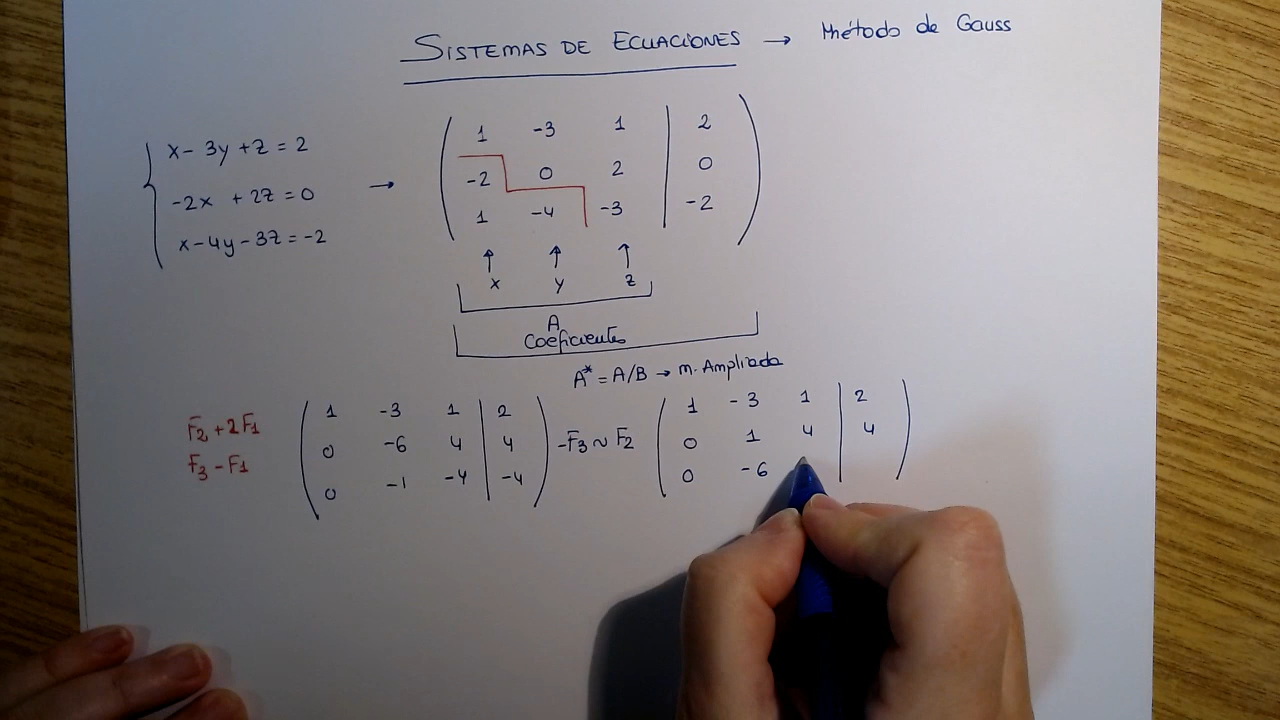 SISTEMAS DE ECUACIONES → Método de Gauss
x - 3y + z = 2
-2x + 2z = 0
x - 4y - 3z = -2
→
1 -3 1 | 2
-2 0 2 | 0
1 -4 -3 | -2
↑ ↑ ↑
x y z
A
Coeficientes
A* = A/B → m. Ampliada
F2 + 2F1
F3 - F1
1 -3 1 | 2
0 -6 4 | 4
0 -1 -4 | -4
-F3 ~ F2
1 -3 1 | 2
0 1 4 | 4
0 -6